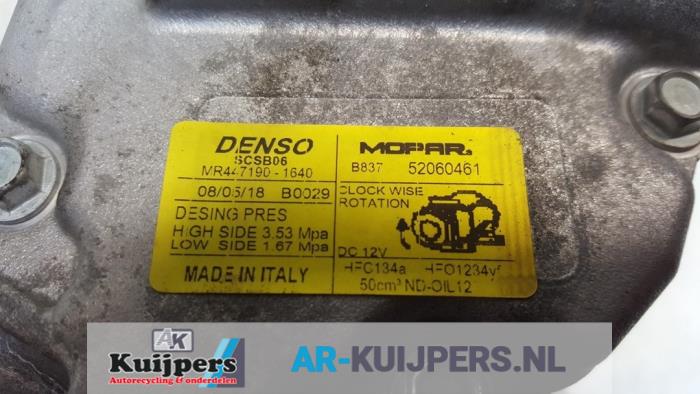 DENSO
SCSB06
MR447190-1640
08/05/18 B0029
DESING PRES
HIGH SIDE 3.53 Mpa
LOW SIDE 1.67 Mpa
MADE IN ITALY
MOPAR®
B837 52060461
CLOCK WISE
ROTATION
DC 12V
HFC134a HFO1234yf
50cm³ ND-OIL12
AK
Kuijpers
Autorecycling & onderdelen
AR-KUIJPERS.NL